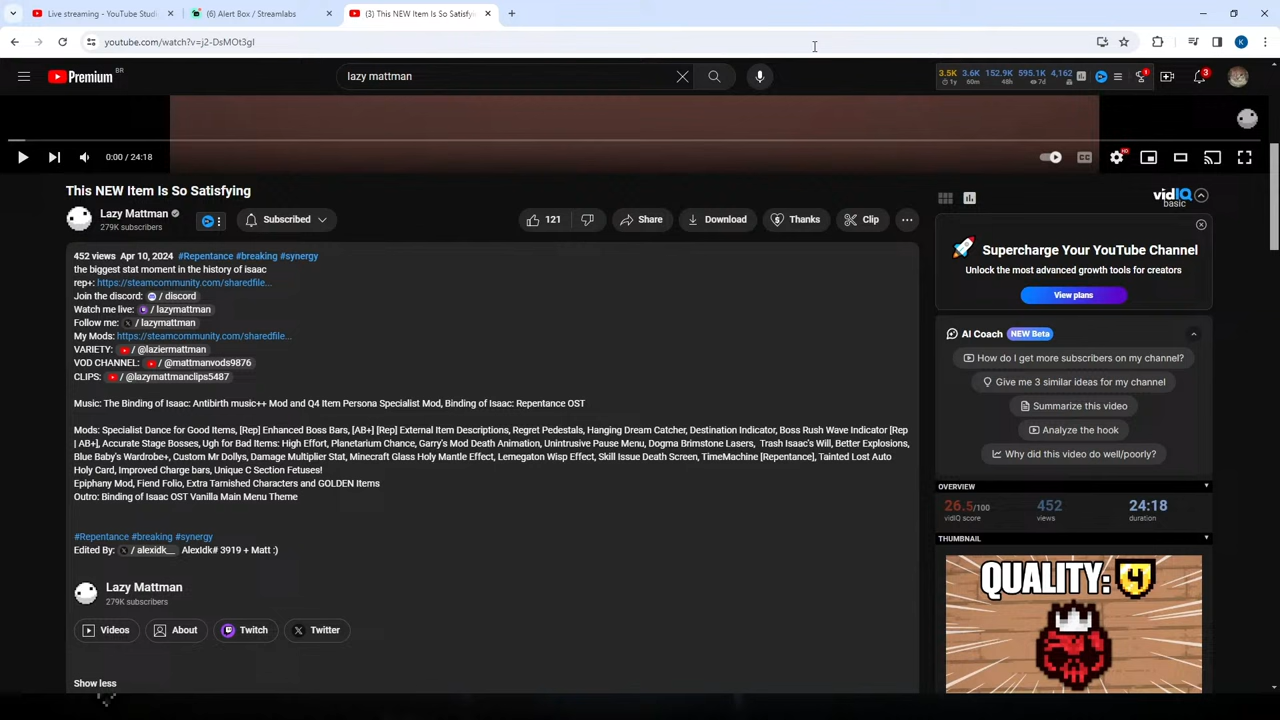 Live streaming - YouTube Studi
(6) Alert Box / Streamlabs
(3) This NEW Item Is So Satisfyin
youtube.com/watch?v=j2-DsMOt3gI
K
Premium BR
lazy mattman
3.5K 3.6K 152.9K 595.1K 4,162
1y 60m 48h 7d
1
3
0:00 / 24:18
CC
HD
This NEW Item Is So Satisfying
Lazy Mattman
279K subscribers
Subscribed
121
Share
Download
Thanks
Clip
452 views Apr 10, 2024 #Repentance #breaking #synergy
the biggest stat moment in the history of isaac
rep+: https://steamcommunity.com/sharedfile...
Join the discord: / discord
Watch me live: / lazymattman
Follow me: / lazymattman
My Mods: https://steamcommunity.com/sharedfile...
VARIETY: / @laziermattman
VOD CHANNEL: / @mattmanvods9876
CLIPS: / @lazymattmanclips5487
Music: The Binding of Isaac: Antibirth music++ Mod and Q4 Item Persona Specialist Mod, Binding of Isaac: Repentance OST
Mods: Specialist Dance for Good Items, [Rep] Enhanced Boss Bars, [AB+] [Rep] External Item Descriptions, Regret Pedestals, Hanging Dream Catcher, Destination Indicator, Boss Rush Wave Indicator [Rep
| AB+], Accurate Stage Bosses, Ugh for Bad Items: High Effort, Planetarium Chance, Garry's Mod Death Animation, Unintrusive Pause Menu, Dogma Brimstone Lasers, Trash Isaac's Will, Better Explosions,
Blue Baby's Wardrobe+, Custom Mr Dollys, Damage Multiplier Stat, Minecraft Glass Holy Mantle Effect, Lemegaton Wisp Effect, Skill Issue Death Screen, TimeMachine [Repentance], Tainted Lost Auto
Holy Card, Improved Charge bars, Unique C Section Fetuses!
Epiphany Mod, Fiend Folio, Extra Tarnished Characters and GOLDEN Items
Outro: Binding of Isaac OST Vanilla Main Menu Theme
#Repentance #breaking #synergy
Edited By: / alexidk__ AlexIdk# 3919 + Matt :)
Lazy Mattman
279K subscribers
Videos
About
Twitch
Twitter
Show less
vidIQ
basic
Supercharge Your YouTube Channel
Unlock the most advanced growth tools for creators
View plans
AI Coach NEW Beta
How do I get more subscribers on my channel?
Give me 3 similar ideas for my channel
Summarize this video
Analyze the hook
Why did this video do well/poorly?
OVERVIEW
26.5/100 452 24:18
vidIQ score views duration
THUMBNAIL
QUALITY: 4